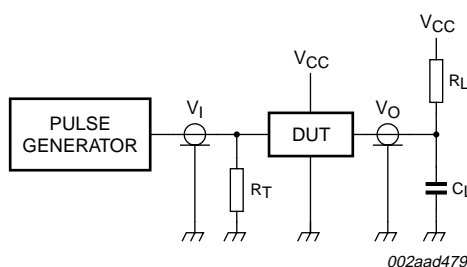 VCC
RL
VCC
VI
VO
PULSE
GENERATOR
DUT
RT
CL
002aad479